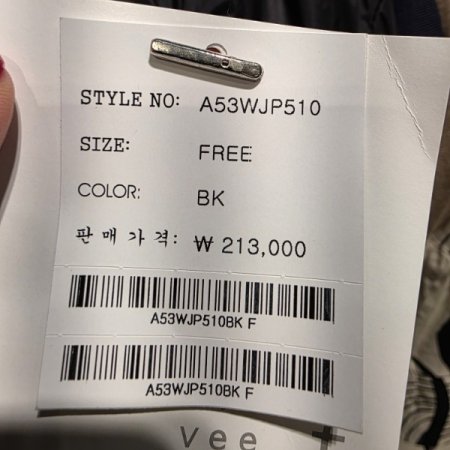 STYLE NO: A53WJP510
SIZE: FREE
COLOR: BK
판매가격: ₩ 213,000
A53WJP510BK F
A53WJP510BK F
vee +